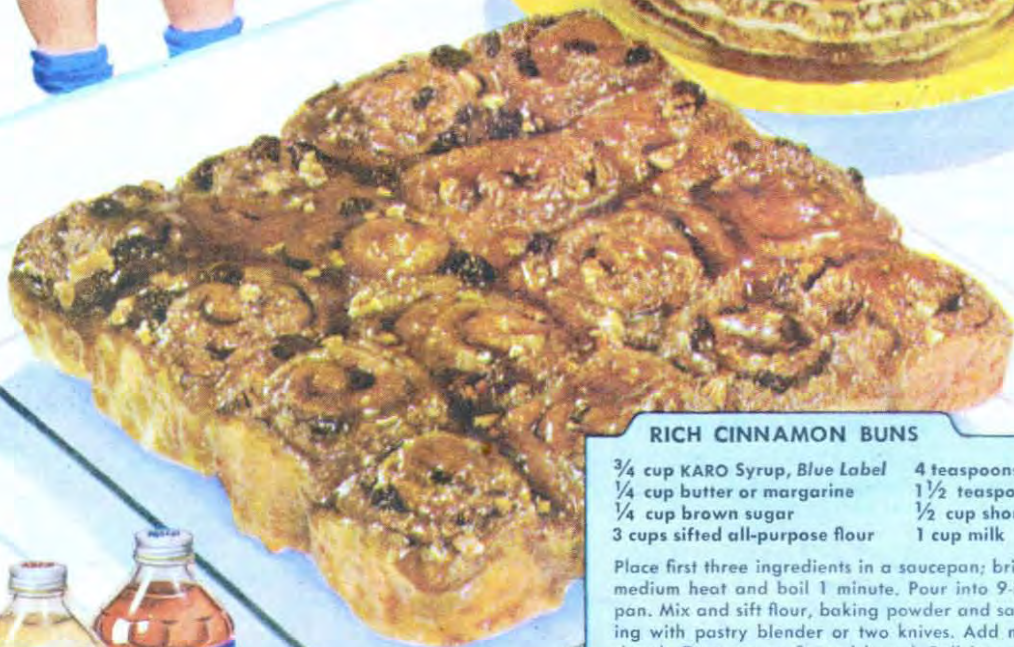 RICH CINNAMON BUNS
¾ cup KARO Syrup, Blue Label 4 teaspoons
¼ cup butter or margarine 1½ teaspo
¼ cup brown sugar ½ cup sho
3 cups sifted all-purpose flour 1 cup milk
Place first three ingredients in a saucepan; bri
medium heat and boil 1 minute. Pour into 9-
pan. Mix and sift flour, baking powder and sa
ing with pastry blender or two knives. Add m